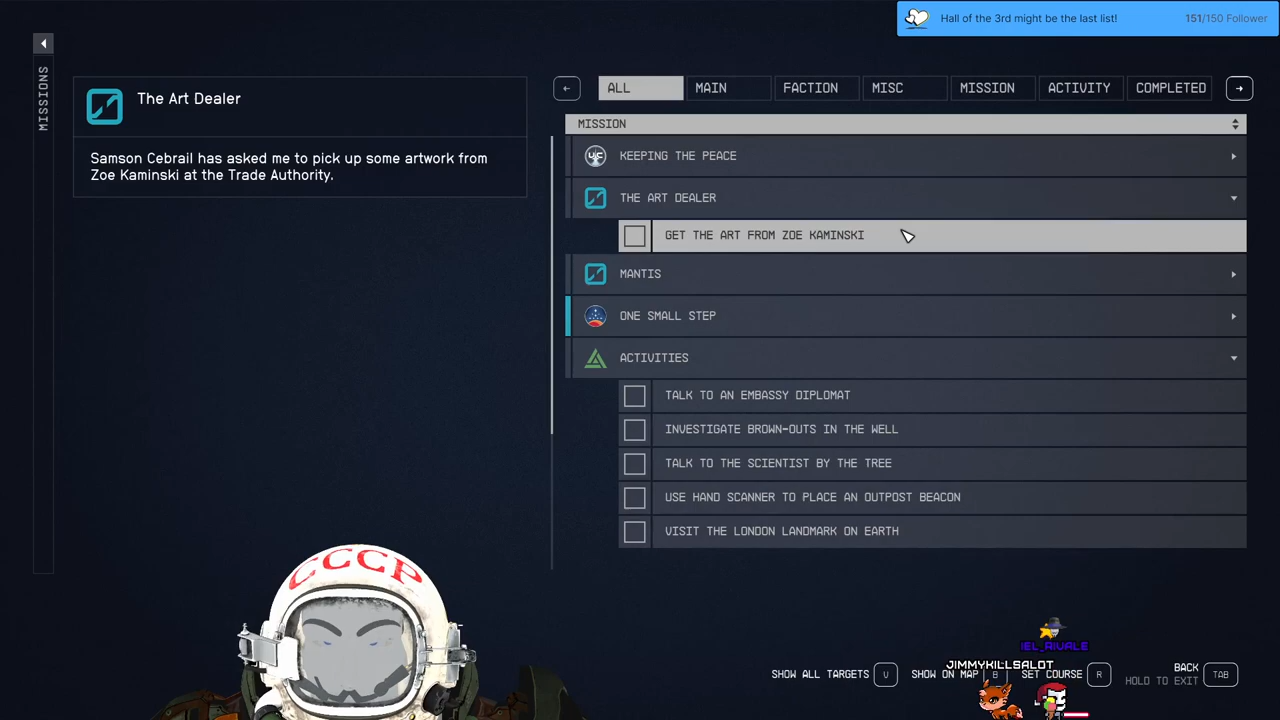 Hall of the 3rd might be the last list!
151/150 Follower
MISSIONS
The Art Dealer
Samson Cebrail has asked me to pick up some artwork from
Zoe Kaminski at the Trade Authority.
ALL
MAIN
FACTION
MISC
MISSION
ACTIVITY
COMPLETED
MISSION
UC
KEEPING THE PEACE
THE ART DEALER
GET THE ART FROM ZOE KAMINSKI
MANTIS
ONE SMALL STEP
ACTIVITIES
TALK TO AN EMBASSY DIPLOMAT
INVESTIGATE BROWN-OUTS IN THE WELL
TALK TO THE SCIENTIST BY THE TREE
USE HAND SCANNER TO PLACE AN OUTPOST BEACON
VISIT THE LONDON LANDMARK ON EARTH
CCCP
IEL_RIVALE
JIMMYKILLSALOT
SHOW ALL TARGETS V
SHOW ON MAP B
SET COURSE R
BACK
HOLD TO EXIT
TAB